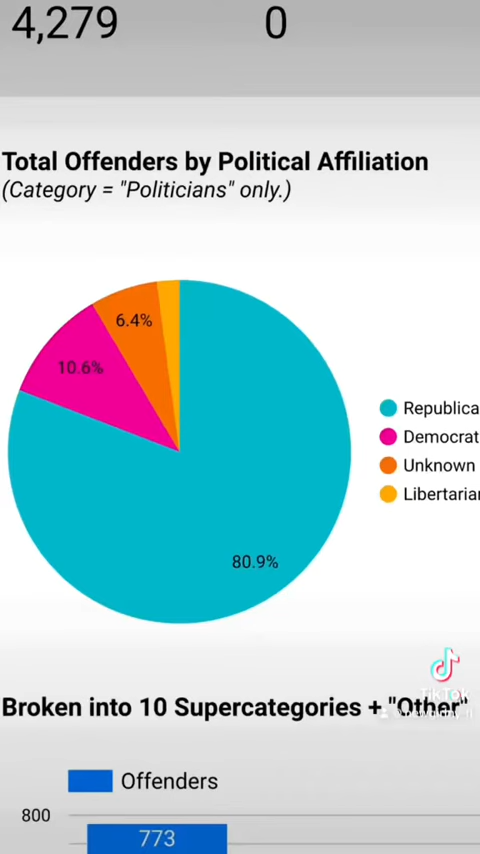 4,279 0
Total Offenders by Political Affiliation
(Category = "Politicians" only.)
6.4%
10.6%
80.9%
Republica
Democrat
Unknown
Libertaria
TikTok
Broken into 10 Supercategories + "Other"
Offenders
800
773